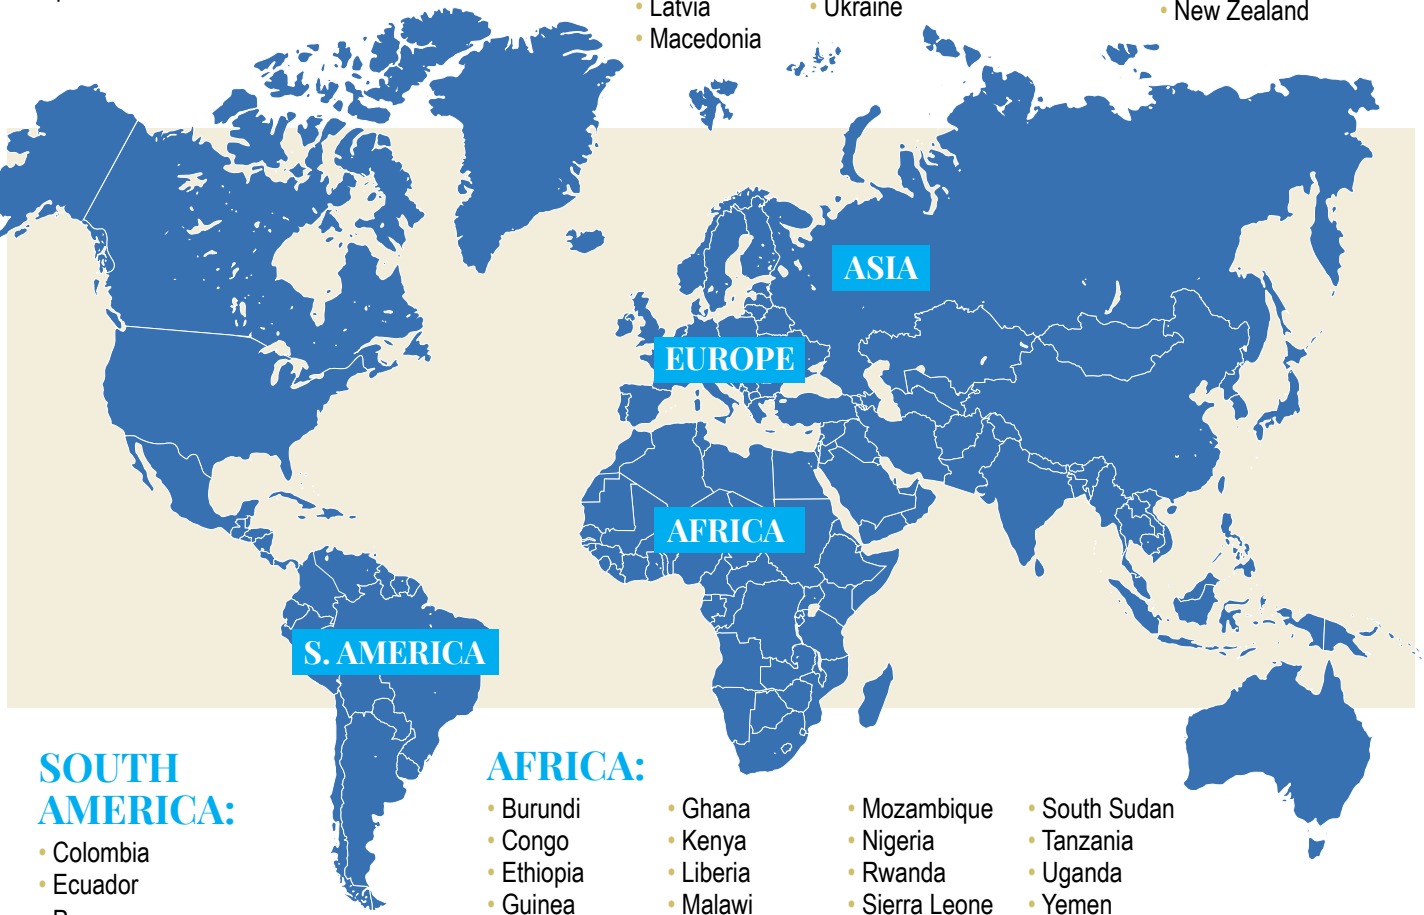 Latvia
Macedonia
Ukraine
New Zealand
ASIA
EUROPE
AFRICA
S. AMERICA
SOUTH
AMERICA:
• Colombia
• Ecuador
AFRICA:
• Burundi
• Congo
• Ethiopia
• Guinea
• Ghana
• Kenya
• Liberia
• Malawi
• Mozambique
• Nigeria
• Rwanda
• Sierra Leone
• South Sudan
• Tanzania
• Uganda
• Yemen